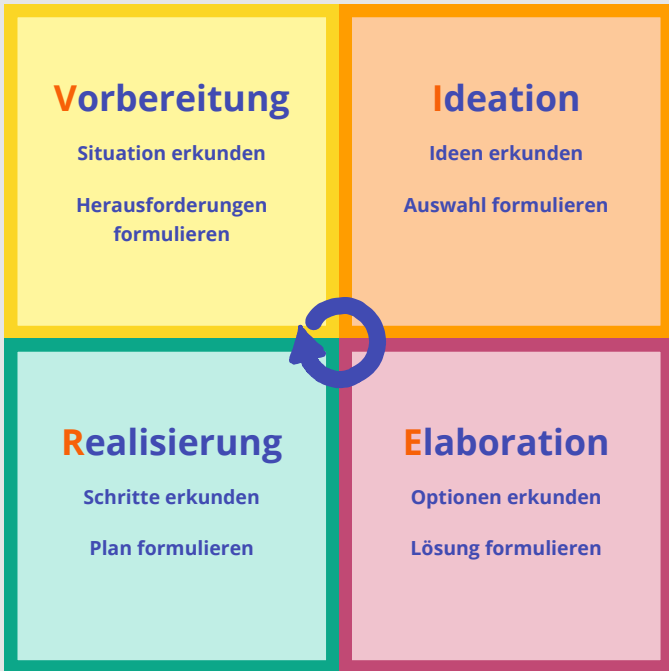 Vorbereitung
Situation erkunden
Herausforderungen
formulieren
Ideation
Ideen erkunden
Auswahl formulieren
Elaboration
Optionen erkunden
Lösung formulieren
Realisierung
Schritte erkunden
Plan formulieren